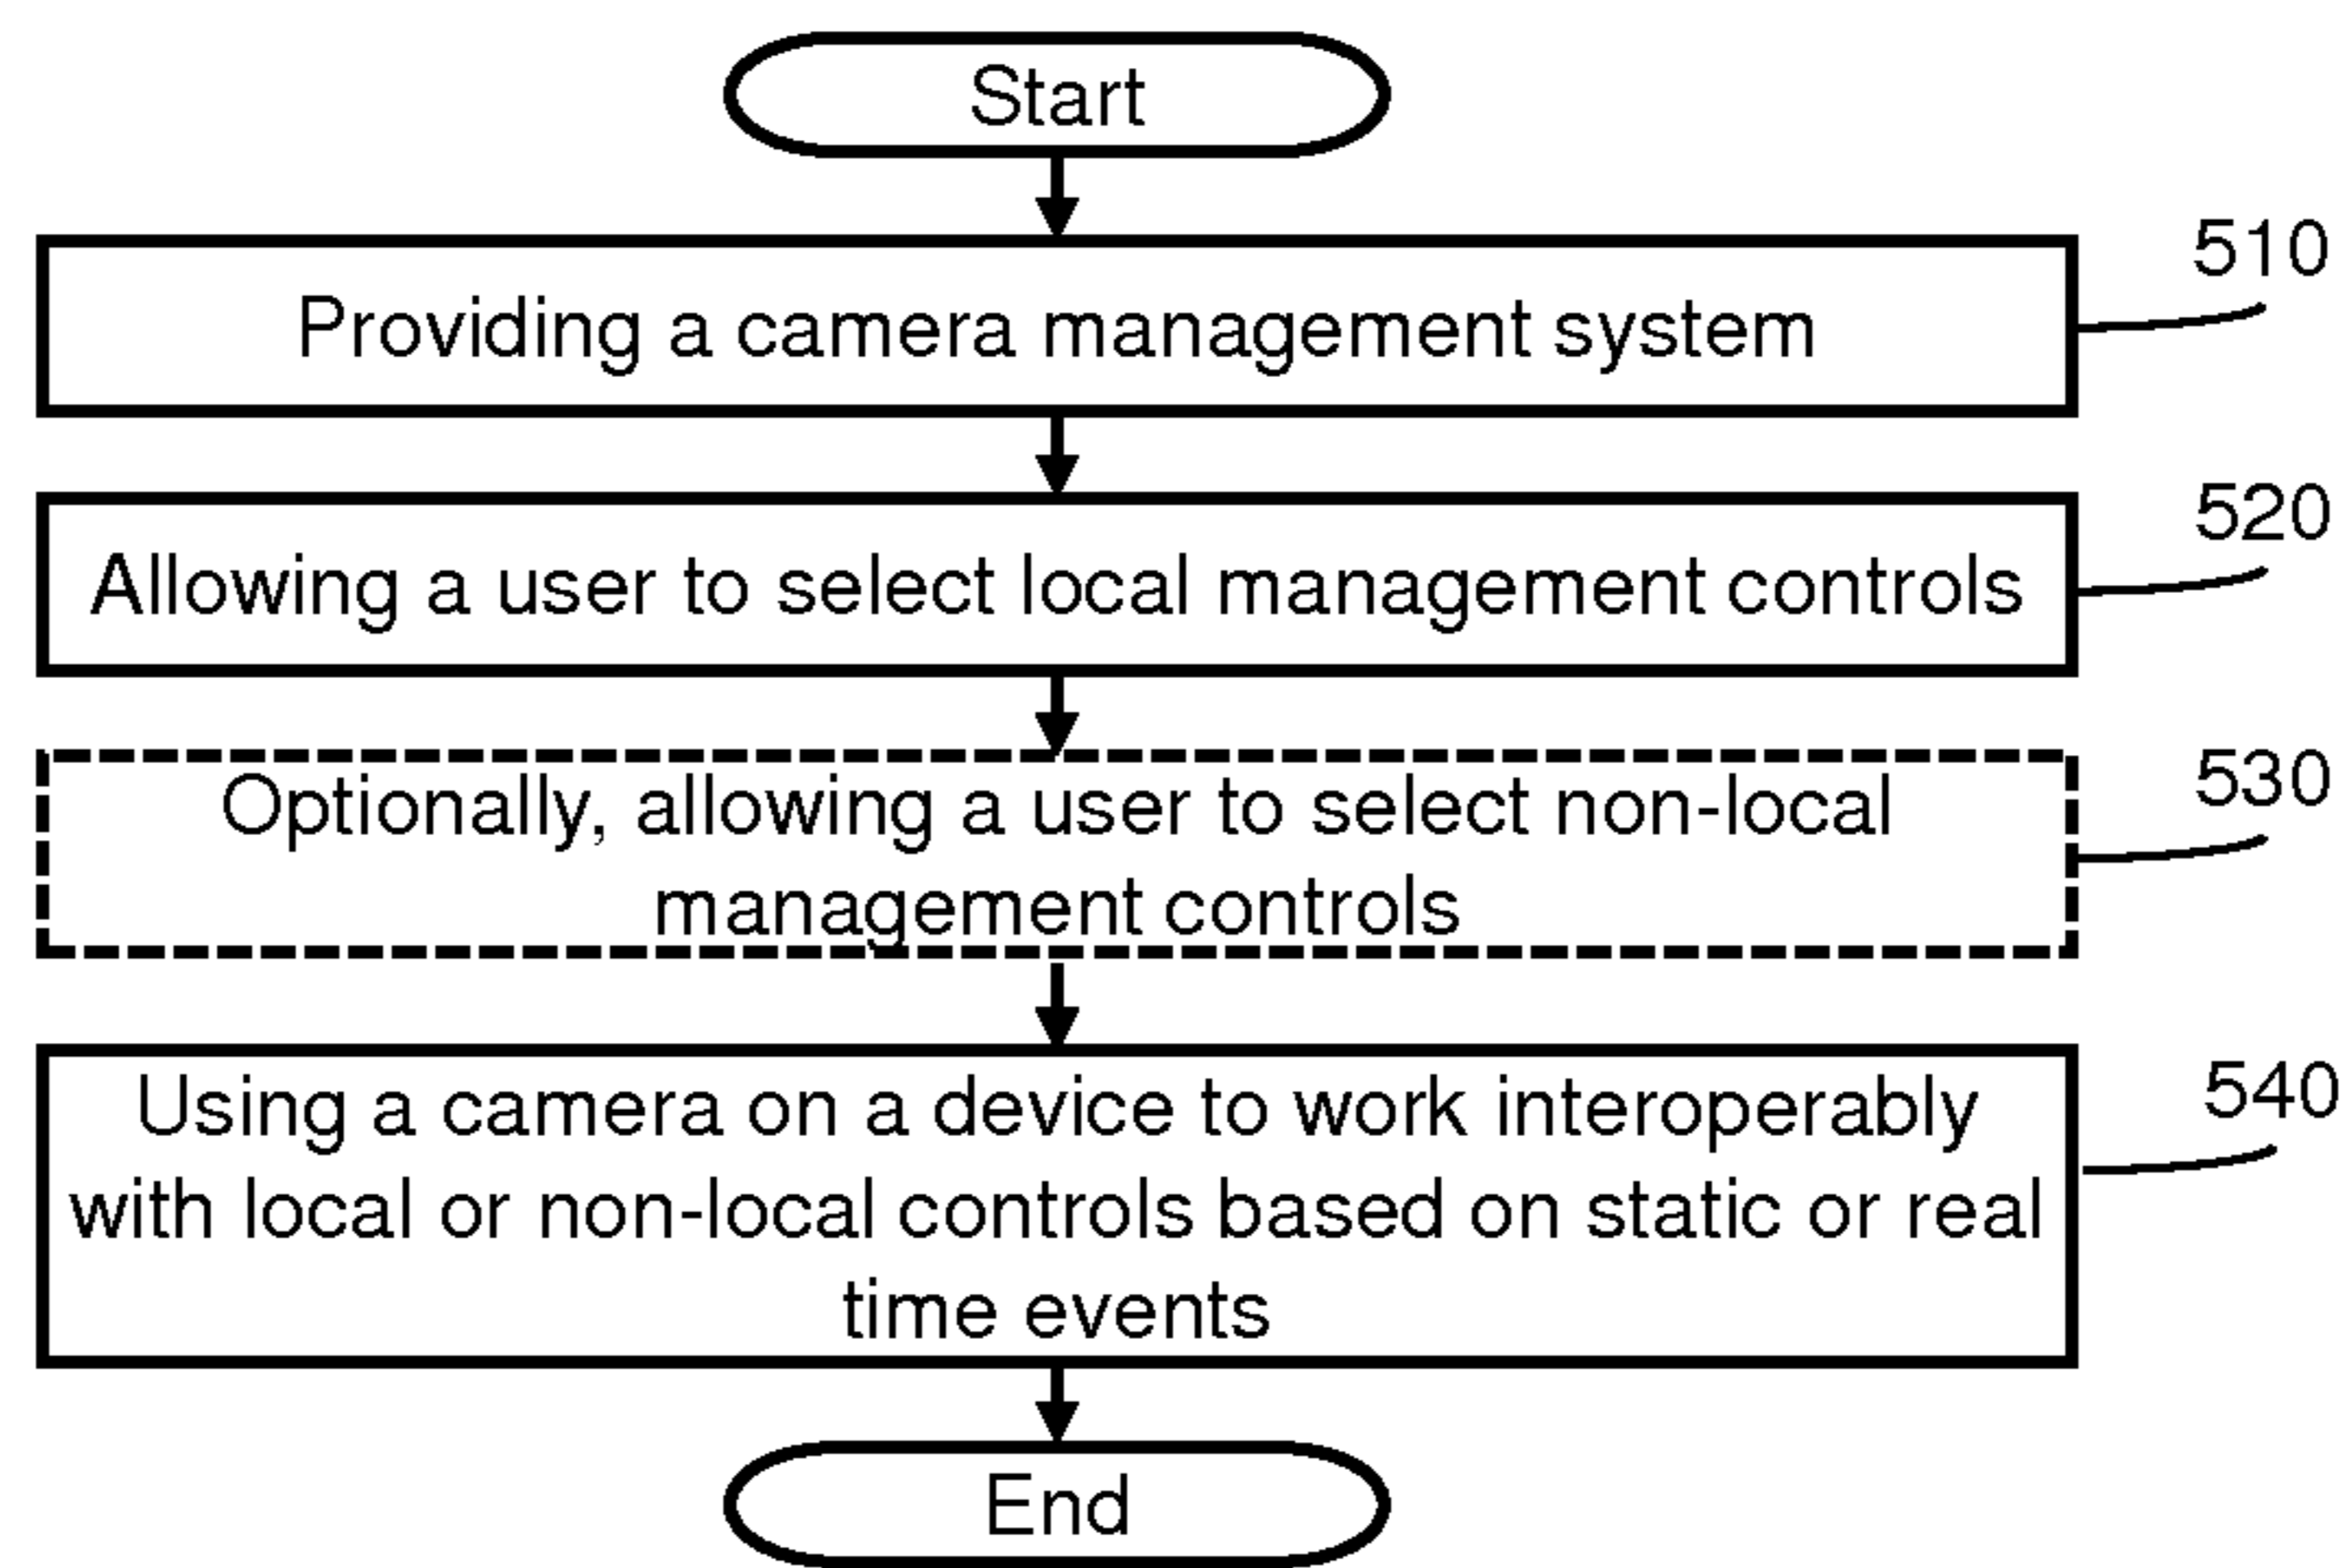 Start
510
Providing a camera management system
520
Allowing a user to select local management controls
530
Optionally, allowing a user to select non-local
management controls
540
Using a camera on a device to work interoperably
with local or non-local controls based on static or real
time events
End